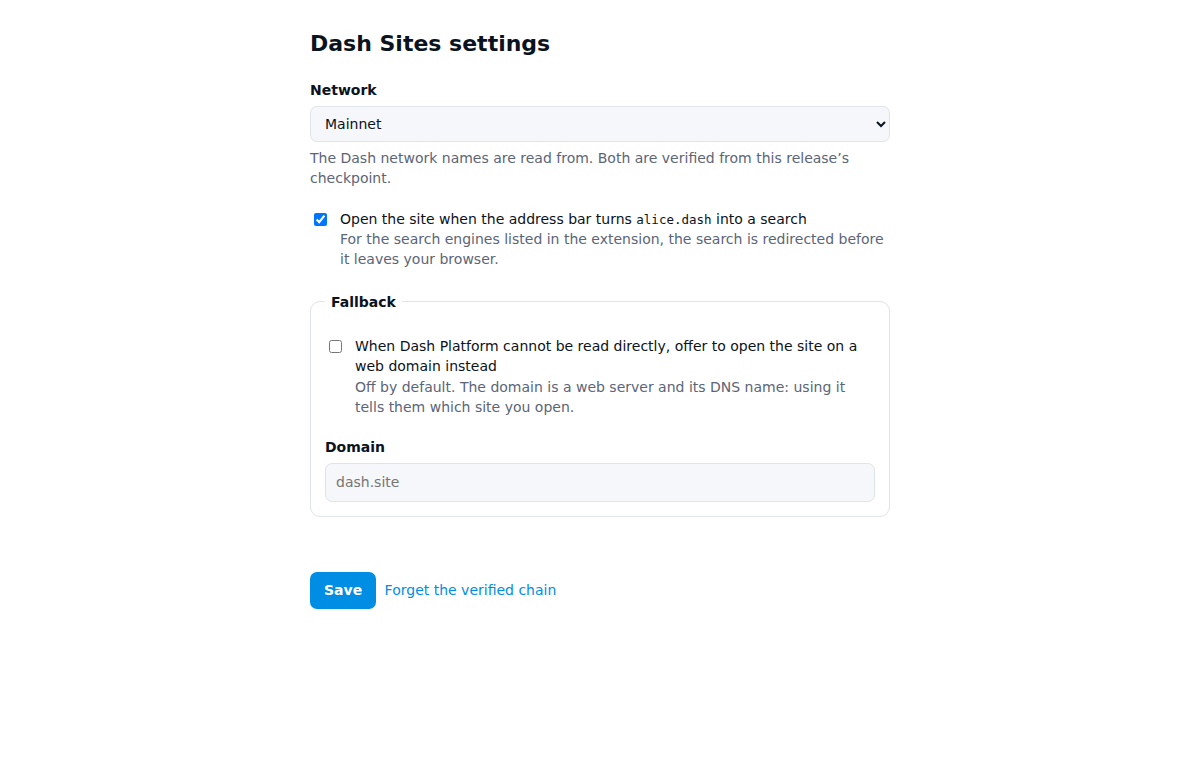 Dash Sites settings
Network
Mainnet
The Dash network names are read from. Both are verified from this release’s
checkpoint.
Open the site when the address bar turns alice.dash into a search
For the search engines listed in the extension, the search is redirected before
it leaves your browser.
Fallback
When Dash Platform cannot be read directly, offer to open the site on a
web domain instead
Off by default. The domain is a web server and its DNS name: using it
tells them which site you open.
Domain
dash.site
Save Forget the verified chain